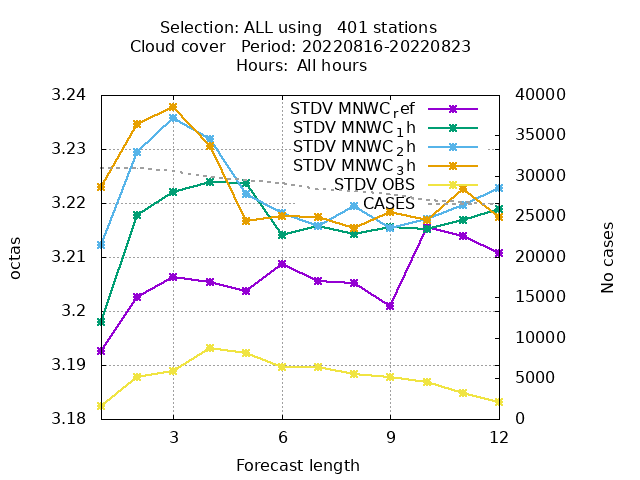 Selection: ALL using   401 stations
Cloud cover   Period: 20220816-20220823
Hours:  All hours
STDV MNWC_ref
STDV MNWC_1h
STDV MNWC_2h
STDV MNWC_3h
STDV OBS
CASES
3.24
3.23
3.22
3.21
3.2
3.19
3.18
octas
40000
35000
30000
25000
20000
15000
10000
5000
0
No cases
3 6 9 12
Forecast length